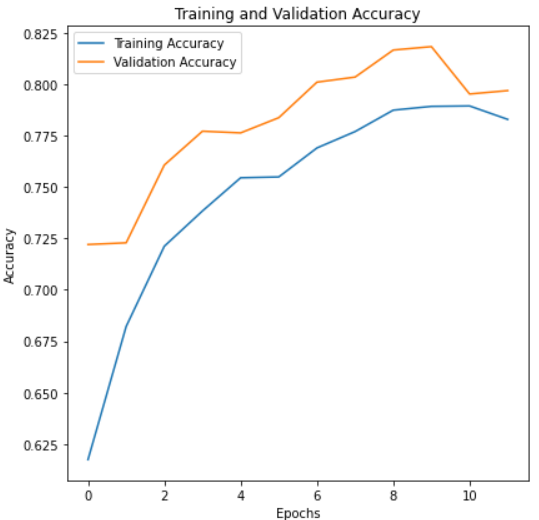 Training and Validation Accuracy
Training Accuracy
Validation Accuracy
0.825
0.800
0.775
0.750
0.725
0.700
0.675
0.650
0.625
Accuracy
0 2 4 6 8 10
Epochs